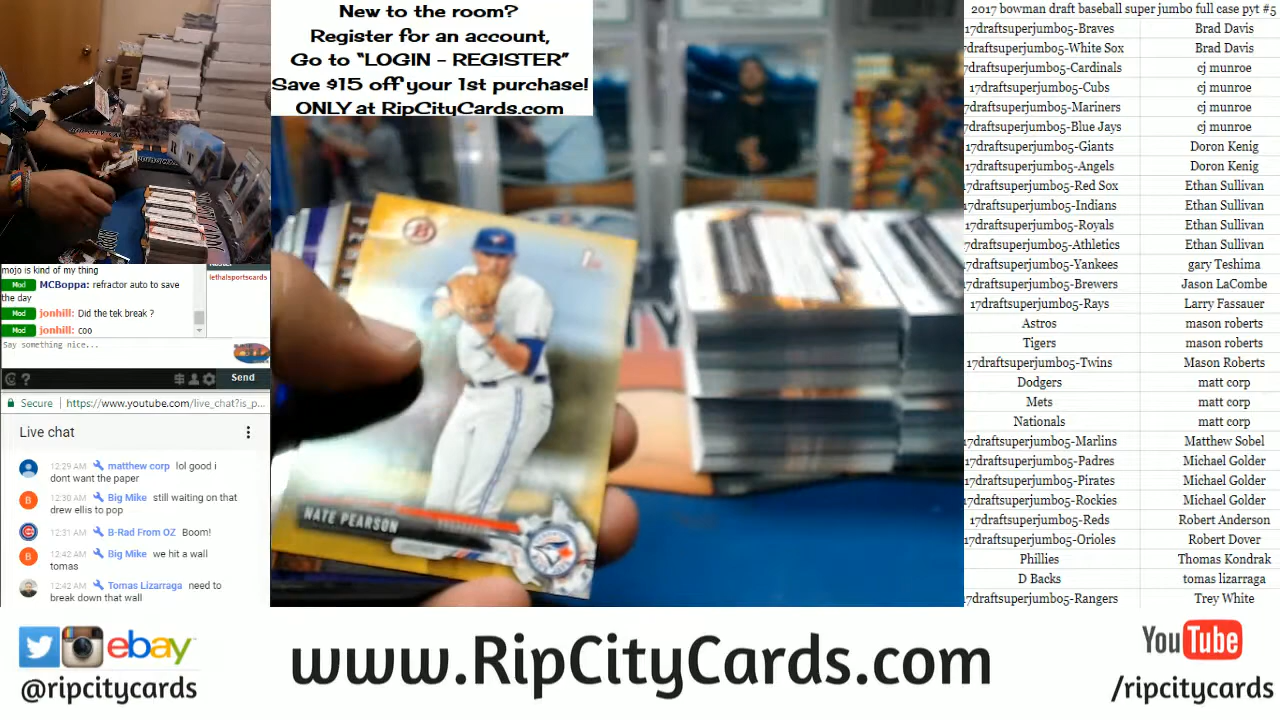 New to the room?
Register for an account,
Go to “LOGIN – REGISTER”
Save $15 off your 1st purchase!
ONLY at RipCityCards.com
2017 bowman draft baseball super jumbo full case pyt #5
17draftsuperjumbo5-Braves Brad Davis
17draftsuperjumbo5-White Sox Brad Davis
17draftsuperjumbo5-Cardinals cj munroe
17draftsuperjumbo5-Cubs cj munroe
17draftsuperjumbo5-Mariners cj munroe
17draftsuperjumbo5-Blue Jays cj munroe
17draftsuperjumbo5-Giants Doron Kenig
17draftsuperjumbo5-Angels Doron Kenig
17draftsuperjumbo5-Red Sox Ethan Sullivan
17draftsuperjumbo5-Indians Ethan Sullivan
17draftsuperjumbo5-Royals Ethan Sullivan
17draftsuperjumbo5-Athletics Ethan Sullivan
17draftsuperjumbo5-Yankees gary Teshima
17draftsuperjumbo5-Brewers Jason LaCombe
17draftsuperjumbo5-Rays Larry Fassauer
Astros mason roberts
Tigers mason roberts
17draftsuperjumbo5-Twins Mason Roberts
Dodgers matt corp
Mets matt corp
Nationals matt corp
17draftsuperjumbo5-Marlins Matthew Sobel
17draftsuperjumbo5-Padres Michael Golder
17draftsuperjumbo5-Pirates Michael Golder
17draftsuperjumbo5-Rockies Michael Golder
17draftsuperjumbo5-Reds Robert Anderson
17draftsuperjumbo5-Orioles Robert Dover
Phillies Thomas Kondrak
D Backs tomas lizarraga
17draftsuperjumbo5-Rangers Trey White
mojo is kind of my thing
Mod MCBoppa: refractor auto to save
the day
Mod jonhill: Did the tek break ?
Mod jonhill: coo
lethalsportscards
Say something nice...
Send
Secure https://www.youtube.com/live_chat?is_p...
Live chat
12:29 AM matthew corp lol good i
dont want the paper
12:30 AM Big Mike still waiting on that
drew ellis to pop
12:31 AM B-Rad From OZ Boom!
12:42 AM Big Mike we hit a wall
tomas
12:42 AM Tomas Lizarraga need to
break down that wall
B
1st
NATE PEARSON
ebay
@ripcitycards
www.RipCityCards.com
YouTube
/ripcitycards